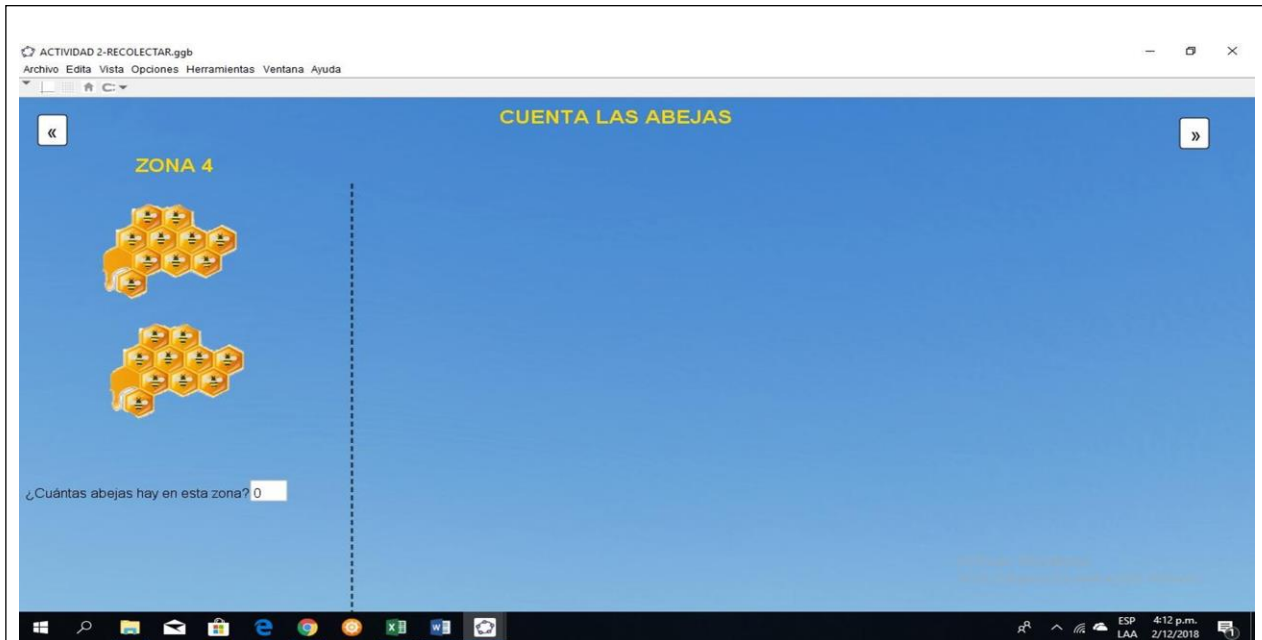 ACTIVIDAD 2-RECOLECTAR.ggb
Archivo Edita Vista Opciones Herramientas Ventana Ayuda
CUENTA LAS ABEJAS
«
»
ZONA 4
¿Cuántas abejas hay en esta zona? 0
ESP 4:12 p.m.
LAA 2/12/2018